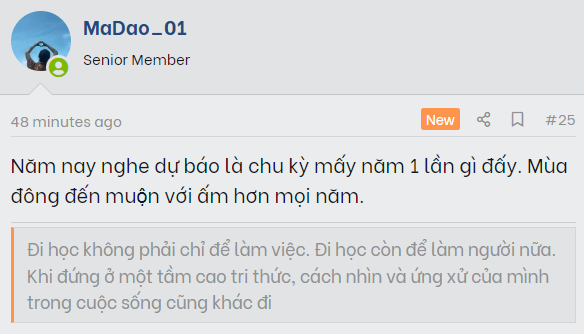 MaDao_01
Senior Member
48 minutes ago New #25
Năm nay nghe dự báo là chu kỳ mấy năm 1 lần gì đấy. Mùa
đông đến muộn với ấm hơn mọi năm.
Đi học không phải chỉ để làm việc. Đi học còn để làm người nữa.
Khi đứng ở một tầm cao tri thức, cách nhìn và ứng xử của mình
trong cuộc sống cũng khác đi